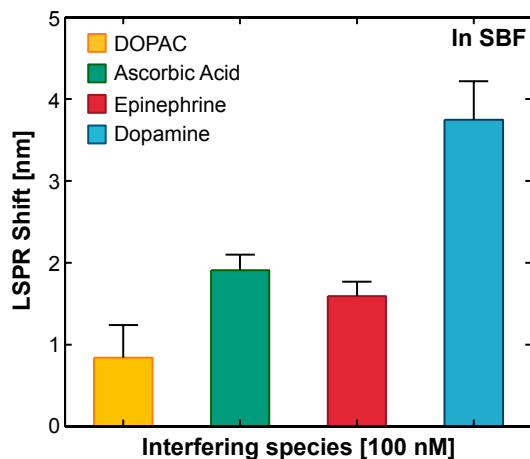 5
In SBF
DOPAC
Ascorbic Acid
4
Epinephrine
Dopamine
3
LSPR Shift [nm]
2
1
0
Interfering species [100 nM]